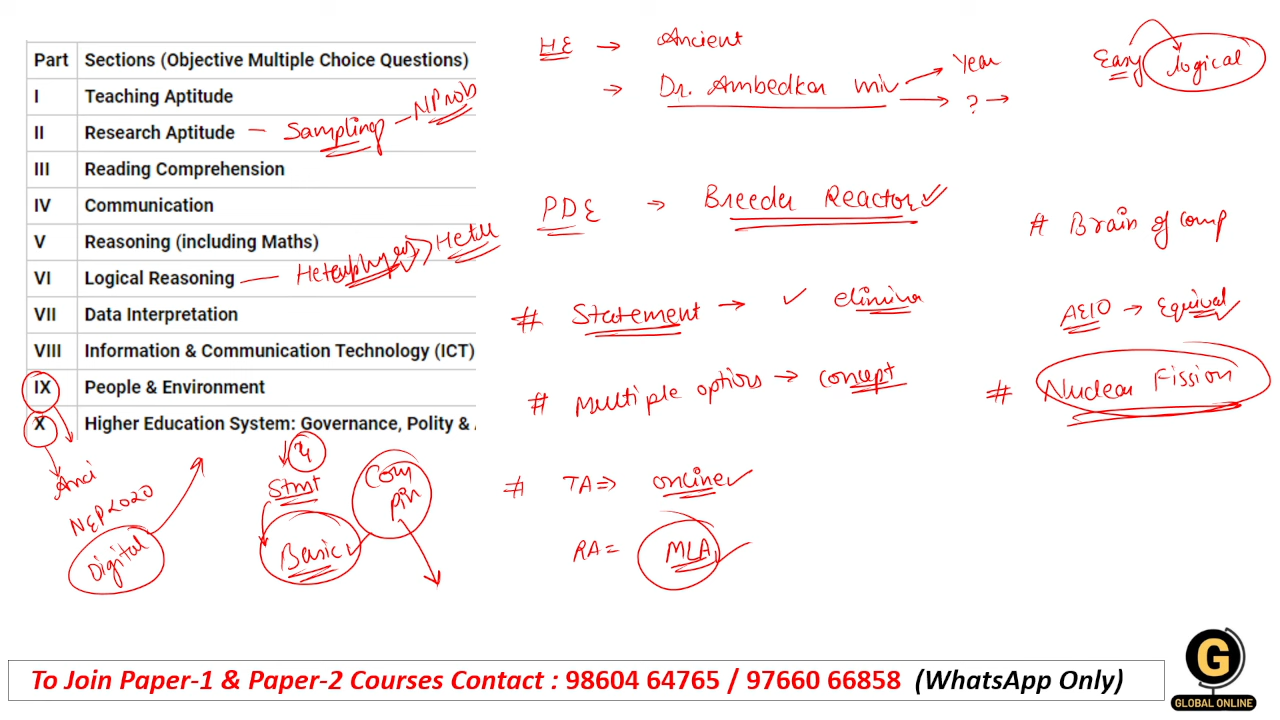 Part Sections (Objective Multiple Choice Questions)
I Teaching Aptitude
II Research Aptitude – Sampling – NProb
III Reading Comprehension
IV Communication
V Reasoning (including Maths)
VI Logical Reasoning –
VII Data Interpretation
VIII Information & Communication Technology (ICT)
IX People & Environment
X Higher Education System: Governance, Polity &
Anci
NEP2020
Digital
Stmt
Basic
HE → Ancient
→ Dr. Ambedkar
→ Year
→ ? →
PDE → Breeder Reactor ✓
# Statement → ✓ elimina
# Multiple options → concept
# TA ⇒ online ✓
RA = MLA ✓
Easy logical
# Brain of comp
AEIO → Equival ✓
# Nuclear Fission
To Join Paper-1 & Paper-2 Courses Contact : 98604 64765 / 97660 66858 (WhatsApp Only)
G
GLOBAL ONLINE